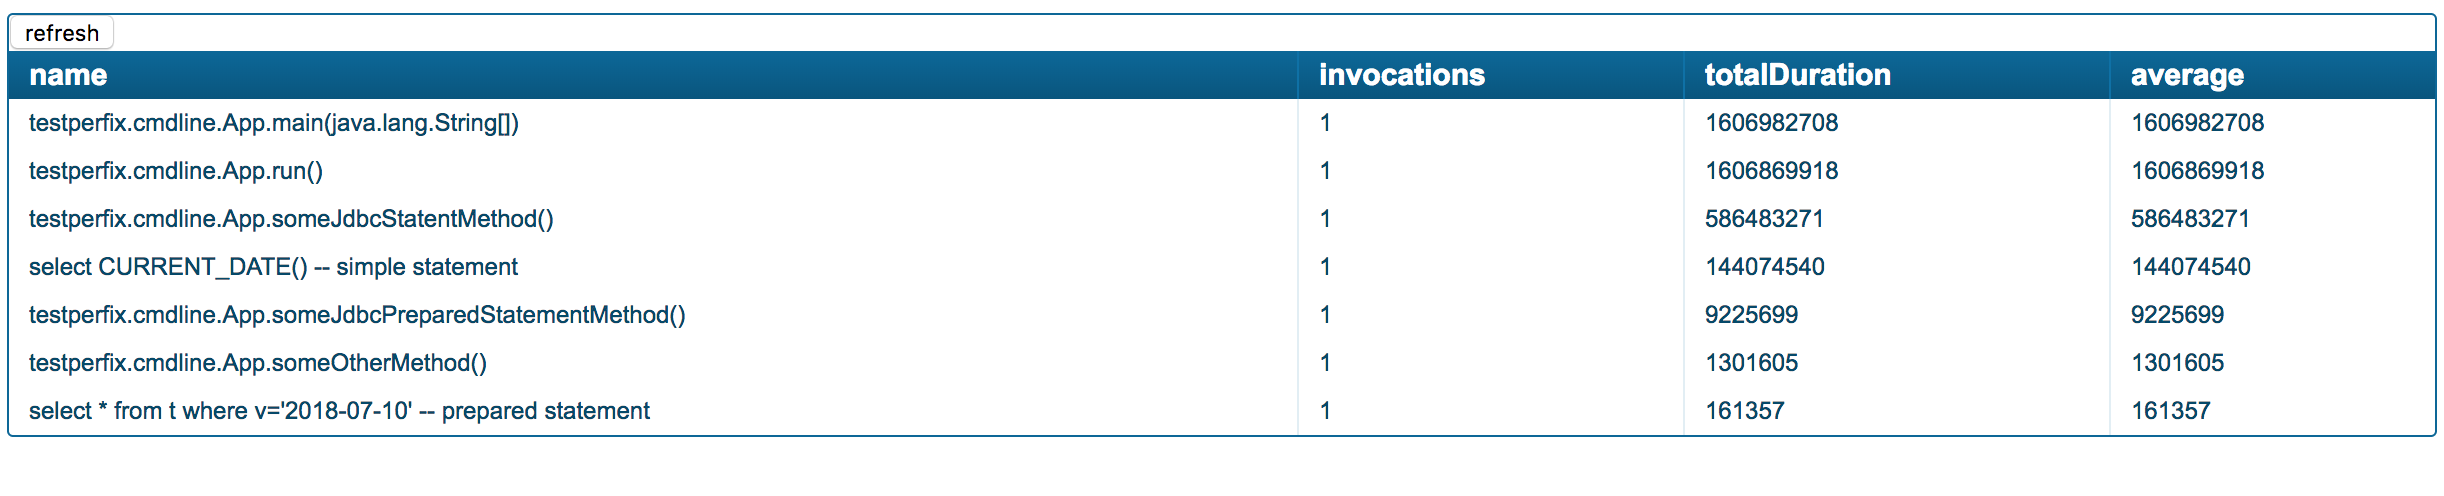 refresh
name invocations totalDuration average
testperfix.cmdline.App.main(java.lang.String[]) 1 1606982708 1606982708
testperfix.cmdline.App.run() 1 1606869918 1606869918
testperfix.cmdline.App.someJdbcStatentMethod() 1 586483271 586483271
select CURRENT_DATE() -- simple statement 1 144074540 144074540
testperfix.cmdline.App.someJdbcPreparedStatementMethod() 1 9225699 9225699
testperfix.cmdline.App.someOtherMethod() 1 1301605 1301605
select * from t where v='2018-07-10' -- prepared statement 1 161357 161357